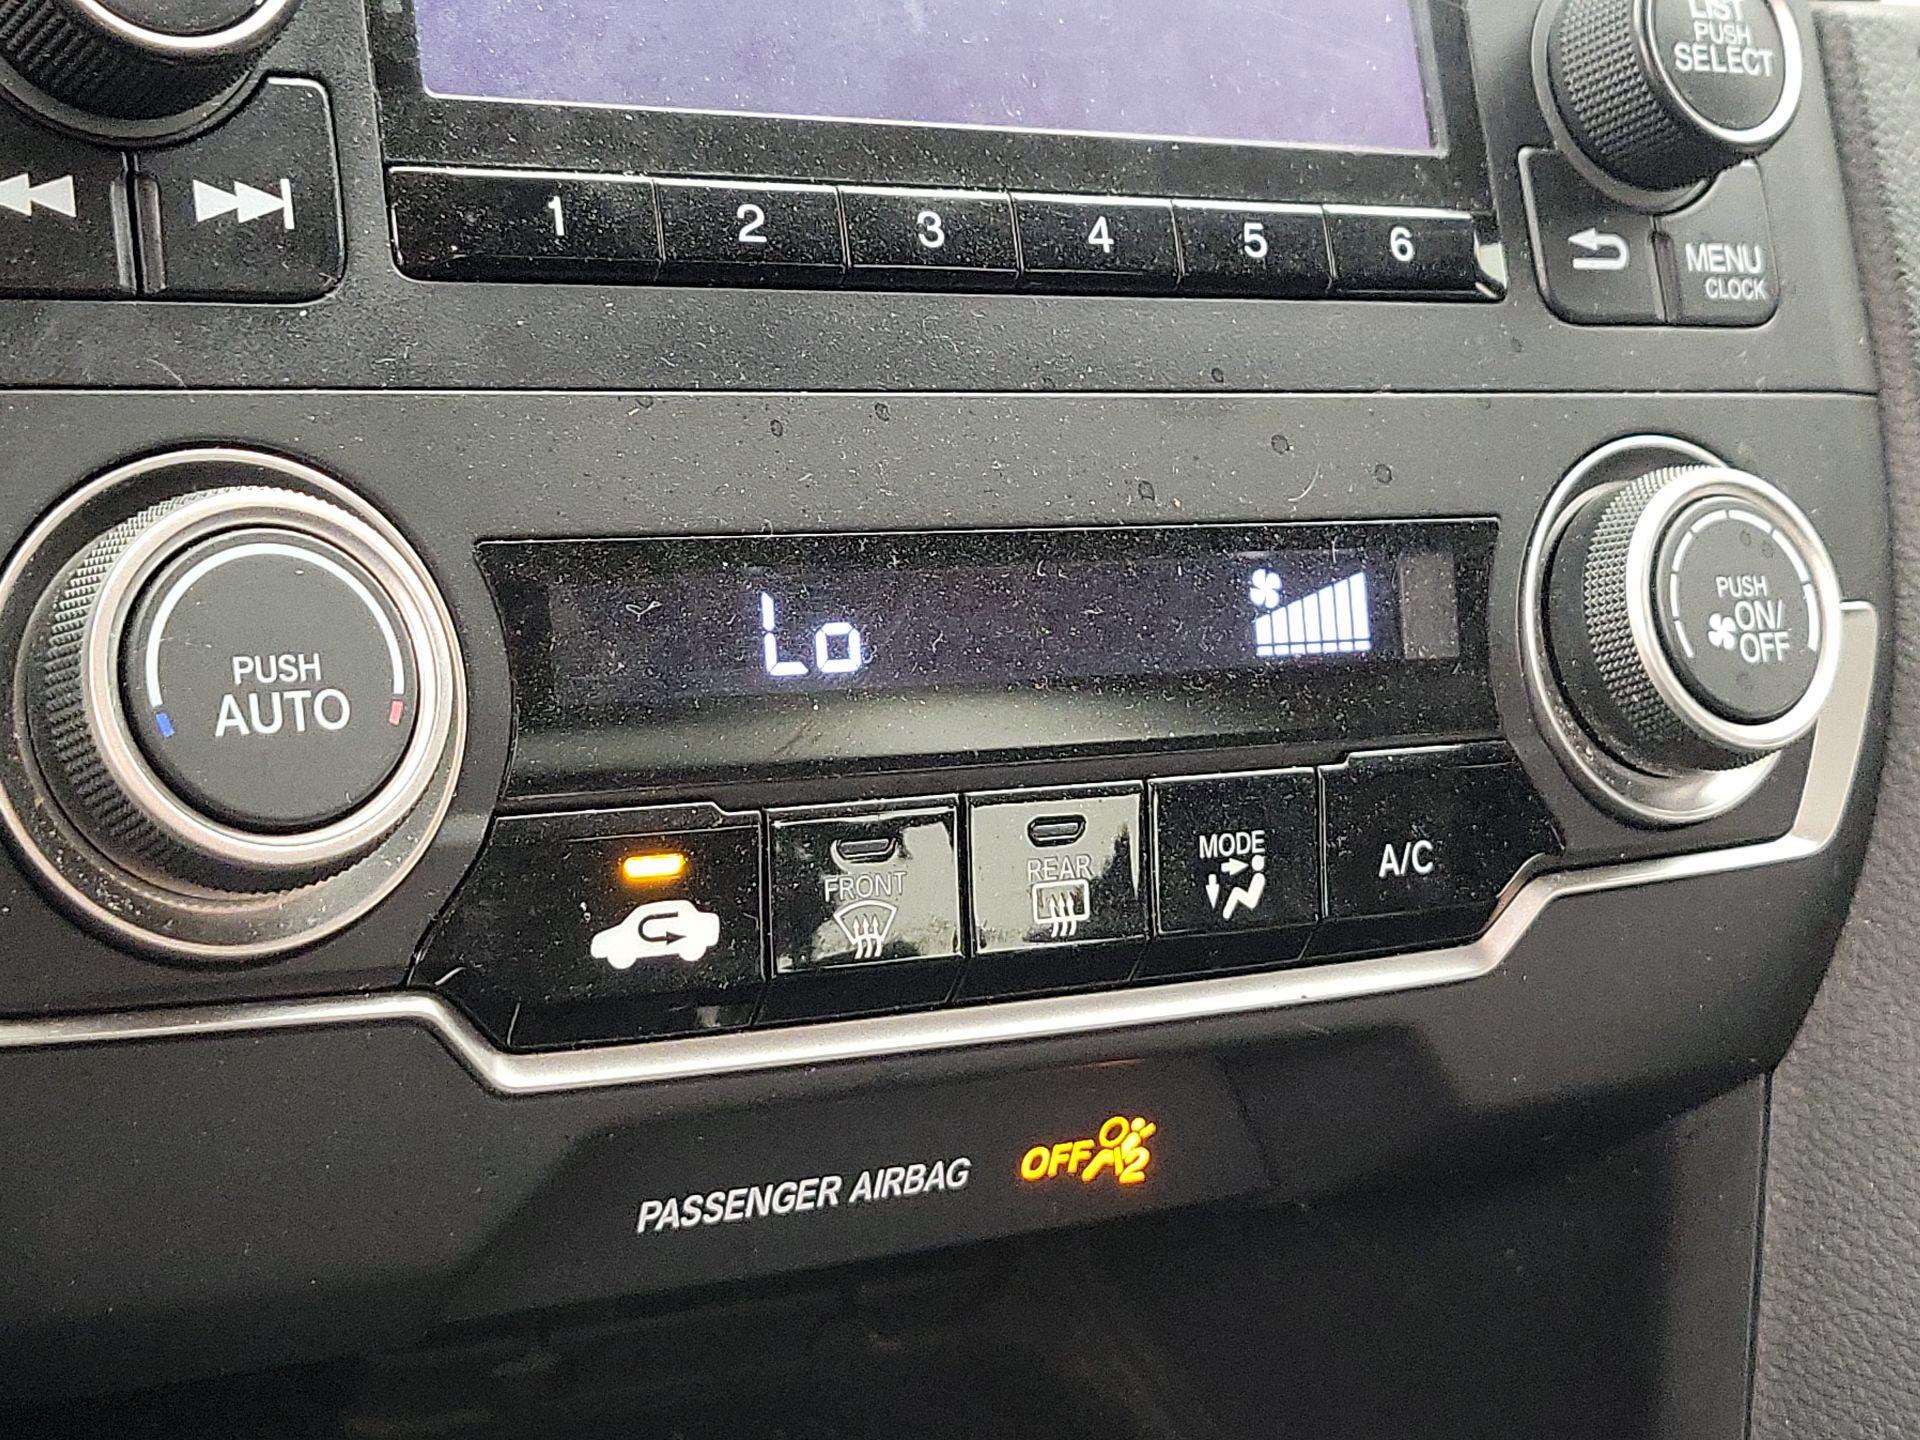 LIST
PUSH
SELECT
1 2 3 4 5 6
MENU
CLOCK
PUSH
AUTO
Lo
PUSH
ON/
OFF
FRONT
REAR
MODE
A/C
PASSENGER AIRBAG OFF 2